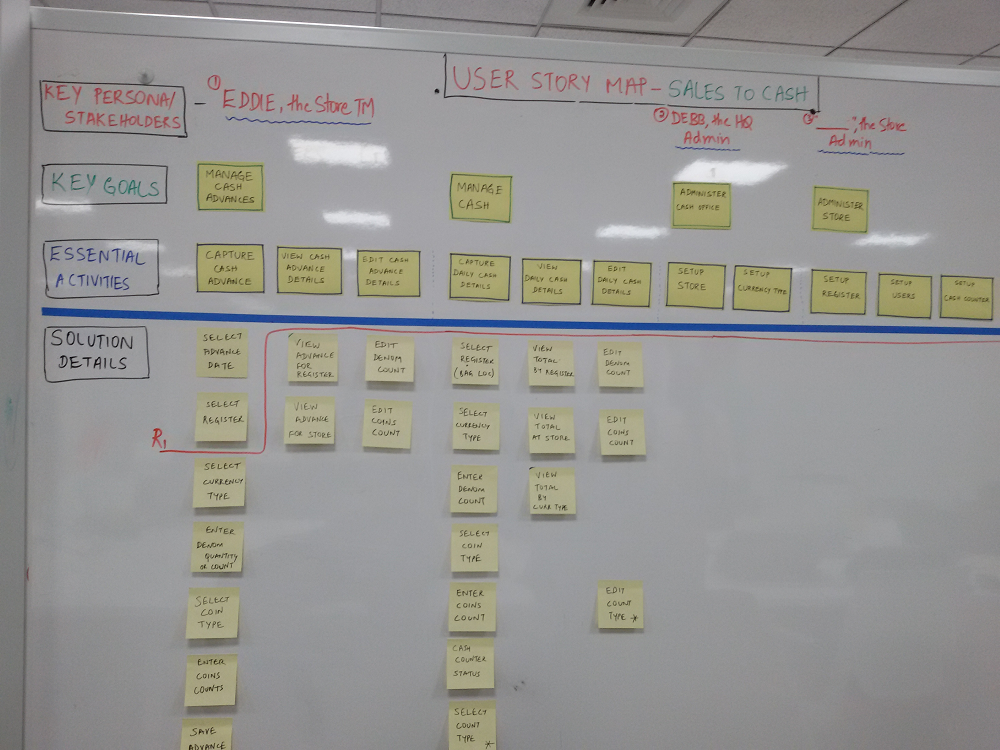 USER STORY MAP - SALES TO CASH
KEY PERSONA/
STAKEHOLDERS
- ① EDDIE, the Store TM
② DEBB, the HQ
Admin
③ "____", the Store
Admin
KEY GOALS
MANAGE
CASH
ADVANCES
MANAGE
CASH
ADMINISTER
CASH OFFICE
ADMINISTER
STORE
ESSENTIAL
ACTIVITIES
CAPTURE
CASH
ADVANCE
VIEW CASH
ADVANCE
DETAILS
EDIT CASH
ADVANCE
DETAILS
CAPTURE
DAILY CASH
DETAILS
VIEW
DAILY CASH
DETAILS
EDIT
DAILY CASH
DETAILS
SETUP
STORE
SETUP
CURRENCY TYPE
SETUP
REGISTER
SETUP
USERS
SETUP
CASH COUNTER
SOLUTION
DETAILS
SELECT
ADVANCE
DATE
VIEW
ADVANCE
FOR
REGISTER
EDIT
DENOM
COUNT
SELECT
REGISTER
(BAG LOC)
VIEW
TOTAL
BY REGISTER
EDIT
DENOM
COUNT
SELECT
REGISTER
VIEW
ADVANCE
FOR STORE
EDIT
COINS
COUNT
SELECT
CURRENCY
TYPE
VIEW
TOTAL
AT STORE
EDIT
COINS
COUNT
R1
SELECT
CURRENCY
TYPE
ENTER
DENOM
COUNT
VIEW
TOTAL
BY
CURR TYPE
ENTER
DENOM
QUANTITY
OR COUNT
SELECT
COIN
TYPE
SELECT
COIN
TYPE
ENTER
COINS
COUNT
EDIT
COUNT
TYPE *
ENTER
COINS
COUNTS
CASH
COUNTER
STATUS
SAVE
ADVANCE
SELECT
COUNT
TYPE *